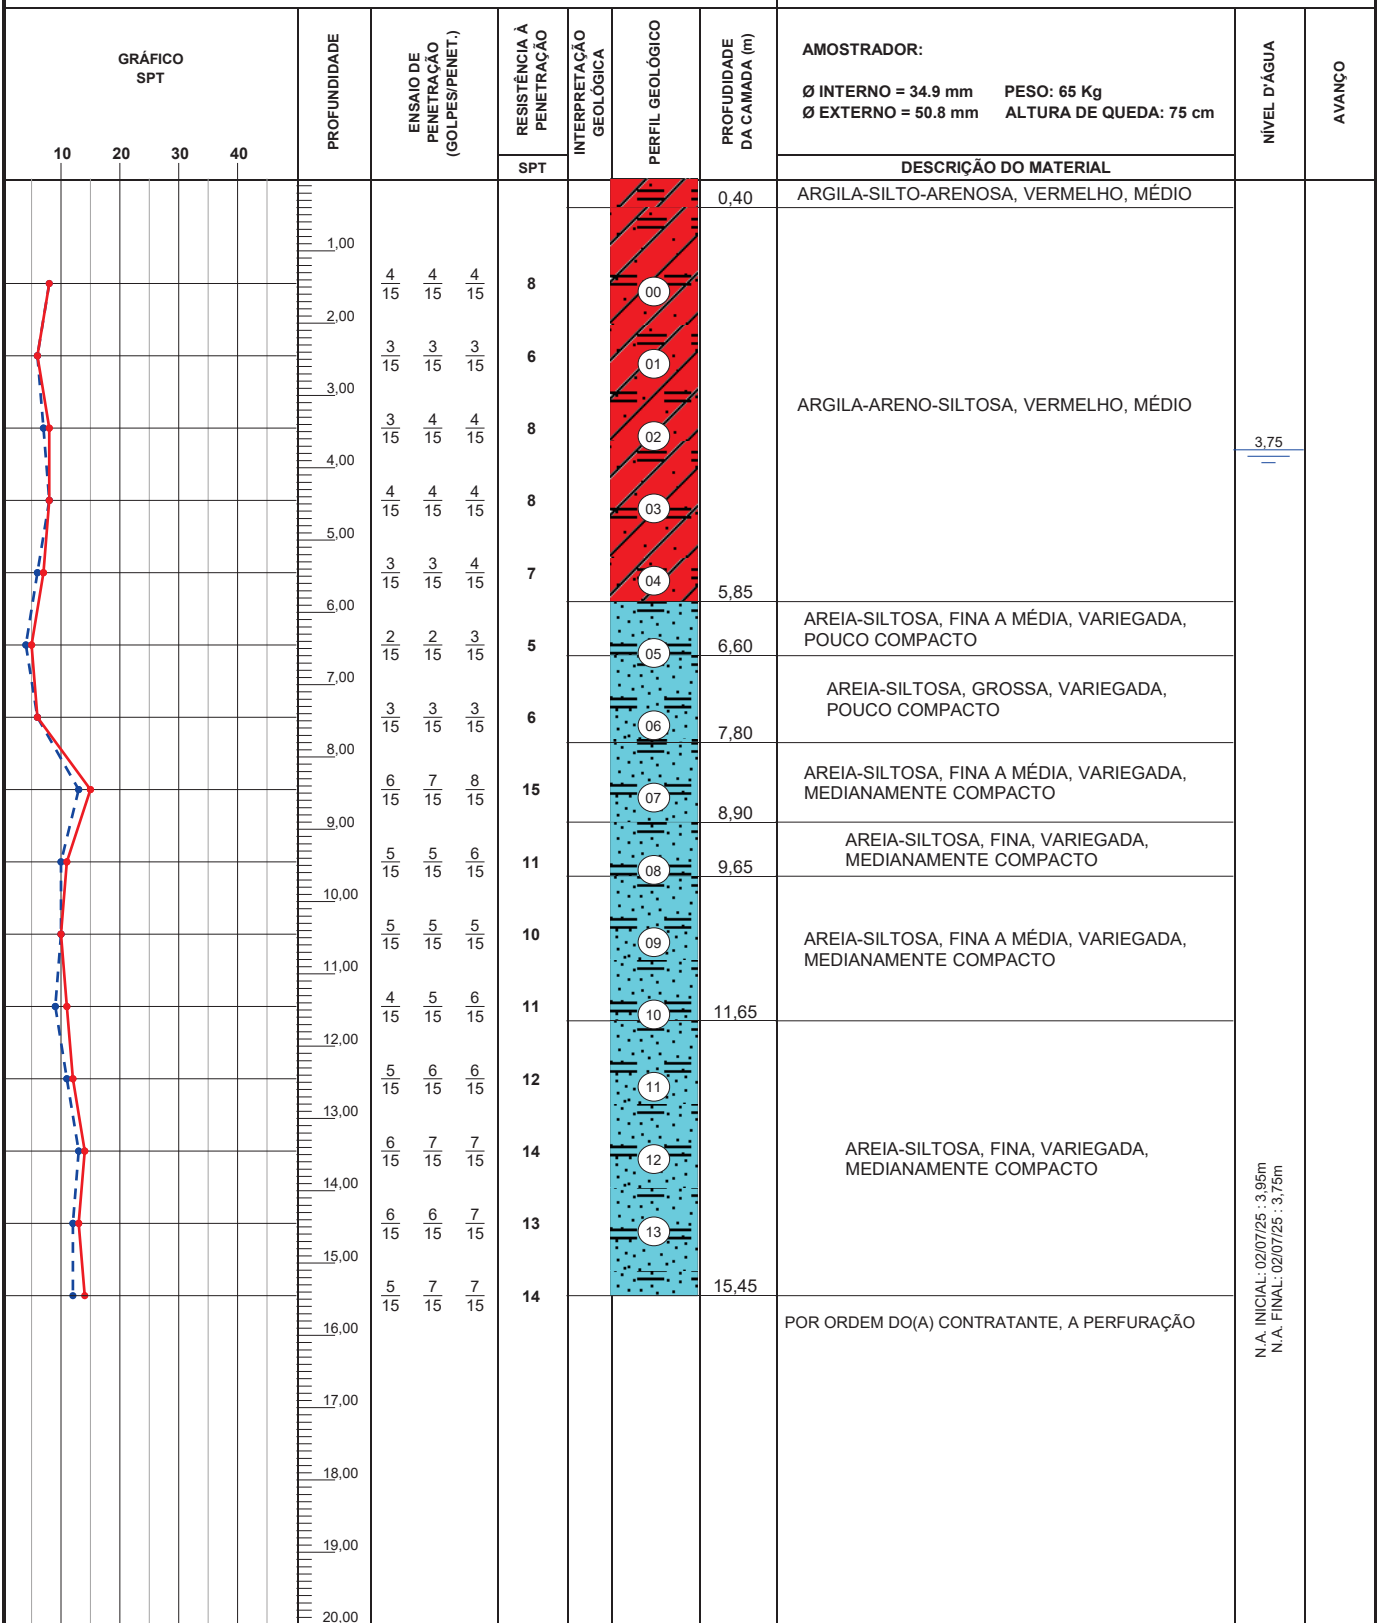 GRÁFICO
SPT
10 20 30 40
PROFUNDIDADE
ENSAIO DE
PENETRAÇÃO
(GOLPES/PENET.)
RESISTÊNCIA À
PENETRAÇÃO
SPT
INTERPRETAÇÃO
GEOLÓGICA
PERFIL GEOLÓGICO
PROFUDIDADE
DA CAMADA (m)
AMOSTRADOR:
Ø INTERNO = 34.9 mm PESO: 65 Kg
Ø EXTERNO = 50.8 mm ALTURA DE QUEDA: 75 cm
DESCRIÇÃO DO MATERIAL
NÍVEL D'ÁGUA
AVANÇO
0,40 ARGILA-SILTO-ARENOSA, VERMELHO, MÉDIO
1,00
4/15 4/15 4/15 8 00
2,00
3/15 3/15 3/15 6 01
3,00
ARGILA-ARENO-SILTOSA, VERMELHO, MÉDIO
3/15 4/15 4/15 8 02
3,75
4,00
4/15 4/15 4/15 8 03
5,00
3/15 3/15 4/15 7 04
5,85
6,00
AREIA-SILTOSA, FINA A MÉDIA, VARIEGADA,
POUCO COMPACTO
2/15 2/15 3/15 5 05 6,60
7,00
AREIA-SILTOSA, GROSSA, VARIEGADA,
POUCO COMPACTO
3/15 3/15 3/15 6 06 7,80
8,00
AREIA-SILTOSA, FINA A MÉDIA, VARIEGADA,
MEDIANAMENTE COMPACTO
6/15 7/15 8/15 15 07 8,90
9,00
AREIA-SILTOSA, FINA, VARIEGADA,
MEDIANAMENTE COMPACTO
5/15 5/15 6/15 11 08 9,65
10,00
5/15 5/15 5/15 10 09
AREIA-SILTOSA, FINA A MÉDIA, VARIEGADA,
MEDIANAMENTE COMPACTO
11,00
4/15 5/15 6/15 11 10 11,65
12,00
5/15 6/15 6/15 12 11
13,00
6/15 7/15 7/15 14 12
AREIA-SILTOSA, FINA, VARIEGADA,
MEDIANAMENTE COMPACTO
14,00
6/15 6/15 7/15 13 13
15,00
5/15 7/15 7/15 14 15,45
16,00
POR ORDEM DO(A) CONTRATANTE, A PERFURAÇÃO
N.A. INICIAL: 02/07/25 : 3,95m
N.A. FINAL: 02/07/25 : 3,75m
17,00
18,00
19,00
20,00